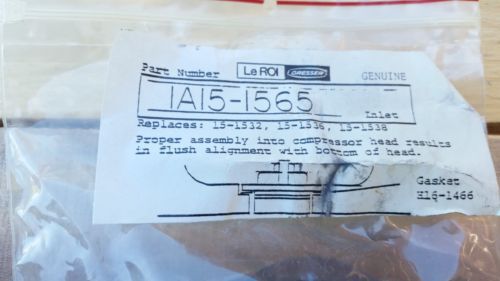 Part Number
Le ROI DRESSER
GENUINE
1A15-1565
Inlet
Replaces: 15-1532, 15-1536, 15-1538
Proper assembly into compressor head results
in flush alignment with bottom of head.
Gasket
H16-1466